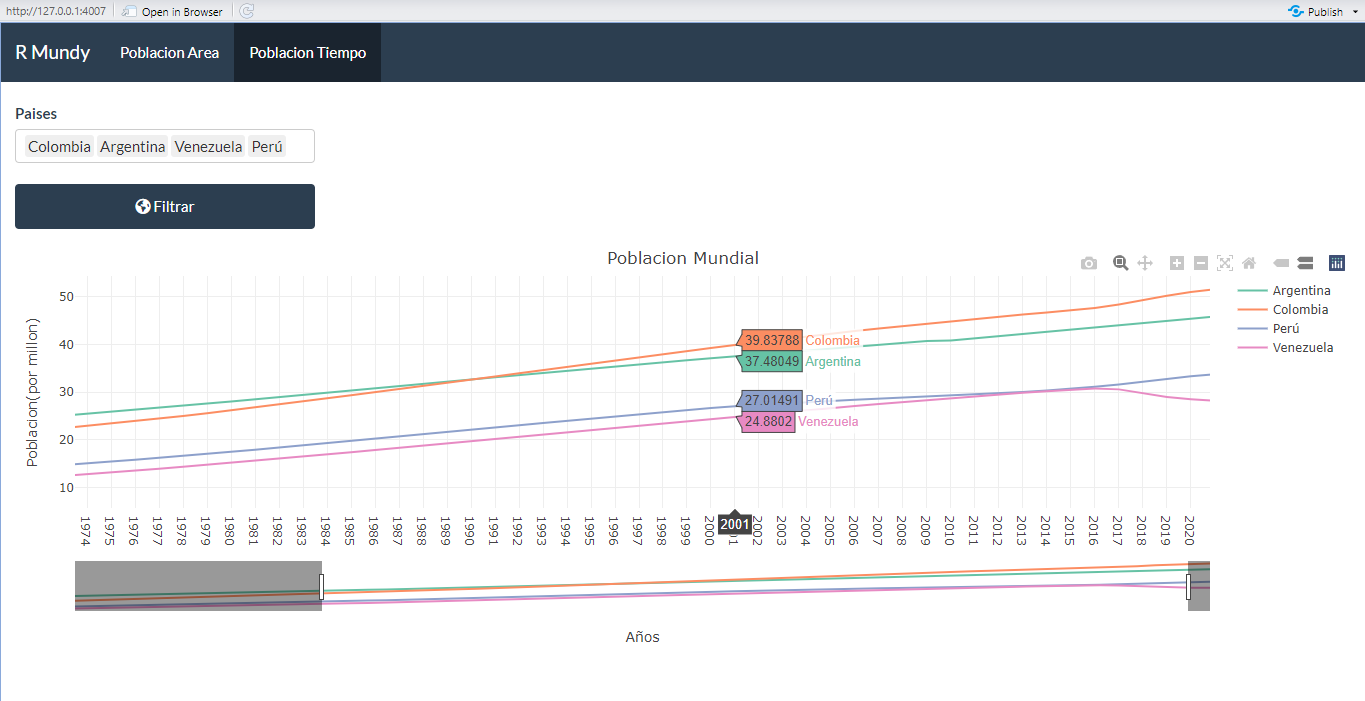 http://127.0.0.1:4007 Open in Browser Publish
R Mundy Poblacion Area Poblacion Tiempo
Paises
Colombia Argentina Venezuela Perú
Filtrar
Poblacion Mundial
Poblacion(por millon)
50
40
30
20
10
39.83788 Colombia
37.48049 Argentina
27.01491 Perú
24.8802 Venezuela
Argentina
Colombia
Perú
Venezuela
1974 1975 1976 1977 1978 1979 1980 1981 1982 1983 1984 1985 1986 1987 1988 1989 1990 1991 1992 1993 1994 1995 1996 1997 1998 1999 2000 2001 2002 2003 2004 2005 2006 2007 2008 2009 2010 2011 2012 2013 2014 2015 2016 2017 2018 2019 2020
Años